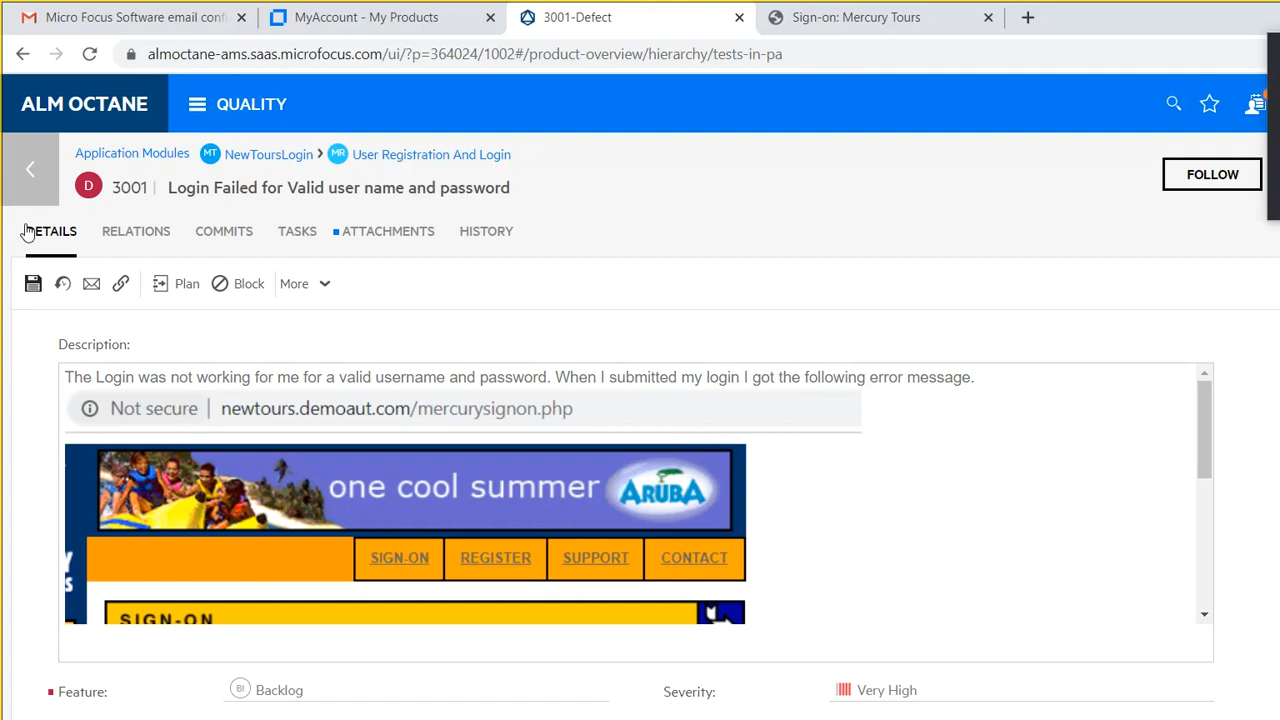 Micro Focus Software email conf
MyAccount - My Products
3001-Defect
Sign-on: Mercury Tours
almoctane-ams.saas.microfocus.com/ui/?p=364024/1002#/product-overview/hierarchy/tests-in-pa
ALM OCTANE
QUALITY
Application Modules
MT NewToursLogin
MR User Registration And Login
D 3001 | Login Failed for Valid user name and password
FOLLOW
DETAILS
RELATIONS
COMMITS
TASKS
ATTACHMENTS
HISTORY
Plan
Block
More
Description:
The Login was not working for me for a valid username and password. When I submitted my login I got the following error message.
Not secure | newtours.demoaut.com/mercurysignon.php
one cool summer ARUBA
SIGN-ON
REGISTER
SUPPORT
CONTACT
SIGN-ON
Feature:
BI Backlog
Severity:
Very High